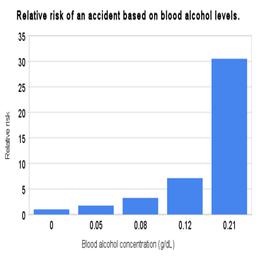 Relative risk of an accident based on blood alcohol levels.
35
30
25
20
15
10
5
0
Relative risk
0 0.05 0.08 0.12 0.21
Blood alcohol concentration (g/dL)